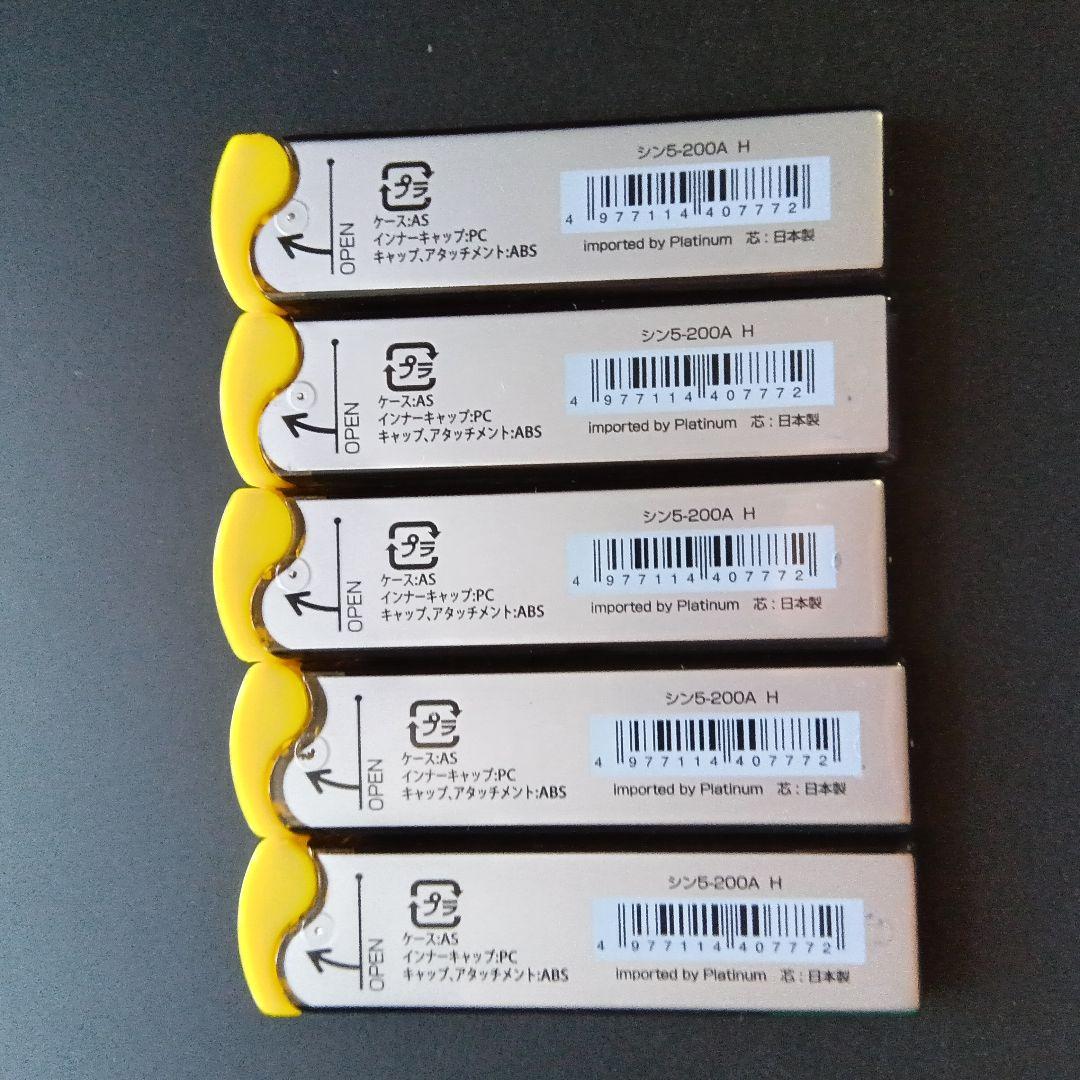 シン5-200A H
4 977114 407772
imported by Platinum 芯：日本製
プラ
ケース:AS
インナーキャップ:PC
キャップ、アタッチメント:ABS
OPEN
シン5-200A H
4 977114 407772
imported by Platinum 芯：日本製
プラ
ケース:AS
インナーキャップ:PC
キャップ、アタッチメント:ABS
OPEN
シン5-200A H
4 977114 407772
imported by Platinum 芯：日本製
プラ
ケース:AS
インナーキャップ:PC
キャップ、アタッチメント:ABS
OPEN
シン5-200A H
4 977114 407772
imported by Platinum 芯：日本製
プラ
ケース:AS
インナーキャップ:PC
キャップ、アタッチメント:ABS
OPEN
シン5-200A H
4 977114 407772
imported by Platinum 芯：日本製
プラ
ケース:AS
インナーキャップ:PC
キャップ、アタッチメント:ABS
OPEN